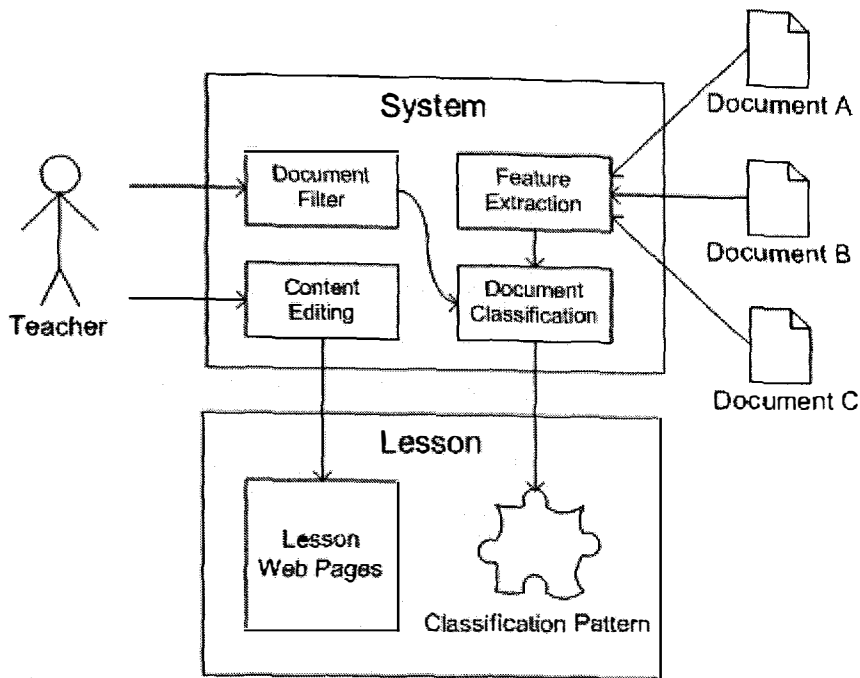 System
Document A
Document
Filter
Feature
Extraction
Document B
Teacher
Content
Editing
Document
Classification
Document C
Lesson
Lesson
Web Pages
Classification Pattern